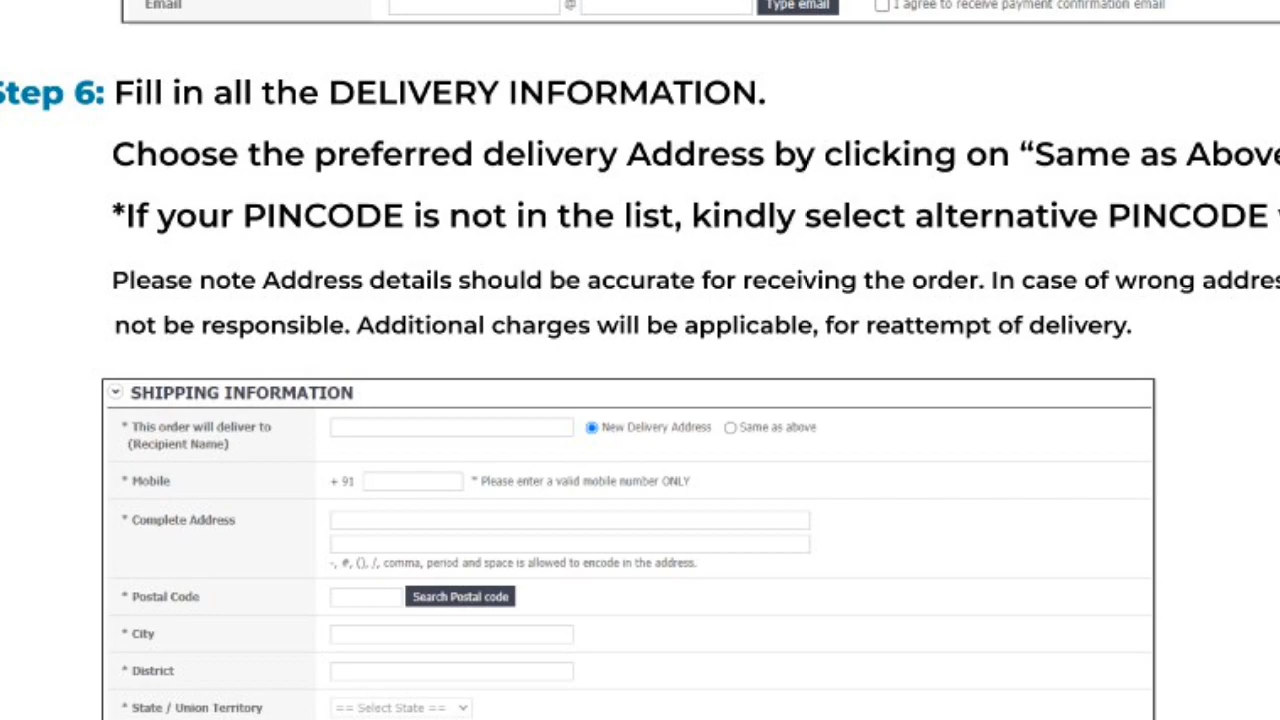 Email @ Type email I agree to receive payment confirmation email
Step 6: Fill in all the DELIVERY INFORMATION.
Choose the preferred delivery Address by clicking on “Same as Above
*If your PINCODE is not in the list, kindly select alternative PINCODE
Please note Address details should be accurate for receiving the order. In case of wrong addres
not be responsible. Additional charges will be applicable, for reattempt of delivery.
SHIPPING INFORMATION
* This order will deliver to New Delivery Address Same as above
(Recipient Name)
* Mobile + 91 * Please enter a valid mobile number ONLY
* Complete Address
-, #, (), /, comma, period and space is allowed to encode in the address.
* Postal Code Search Postal code
* City
* District
* State / Union Territory == Select State ==